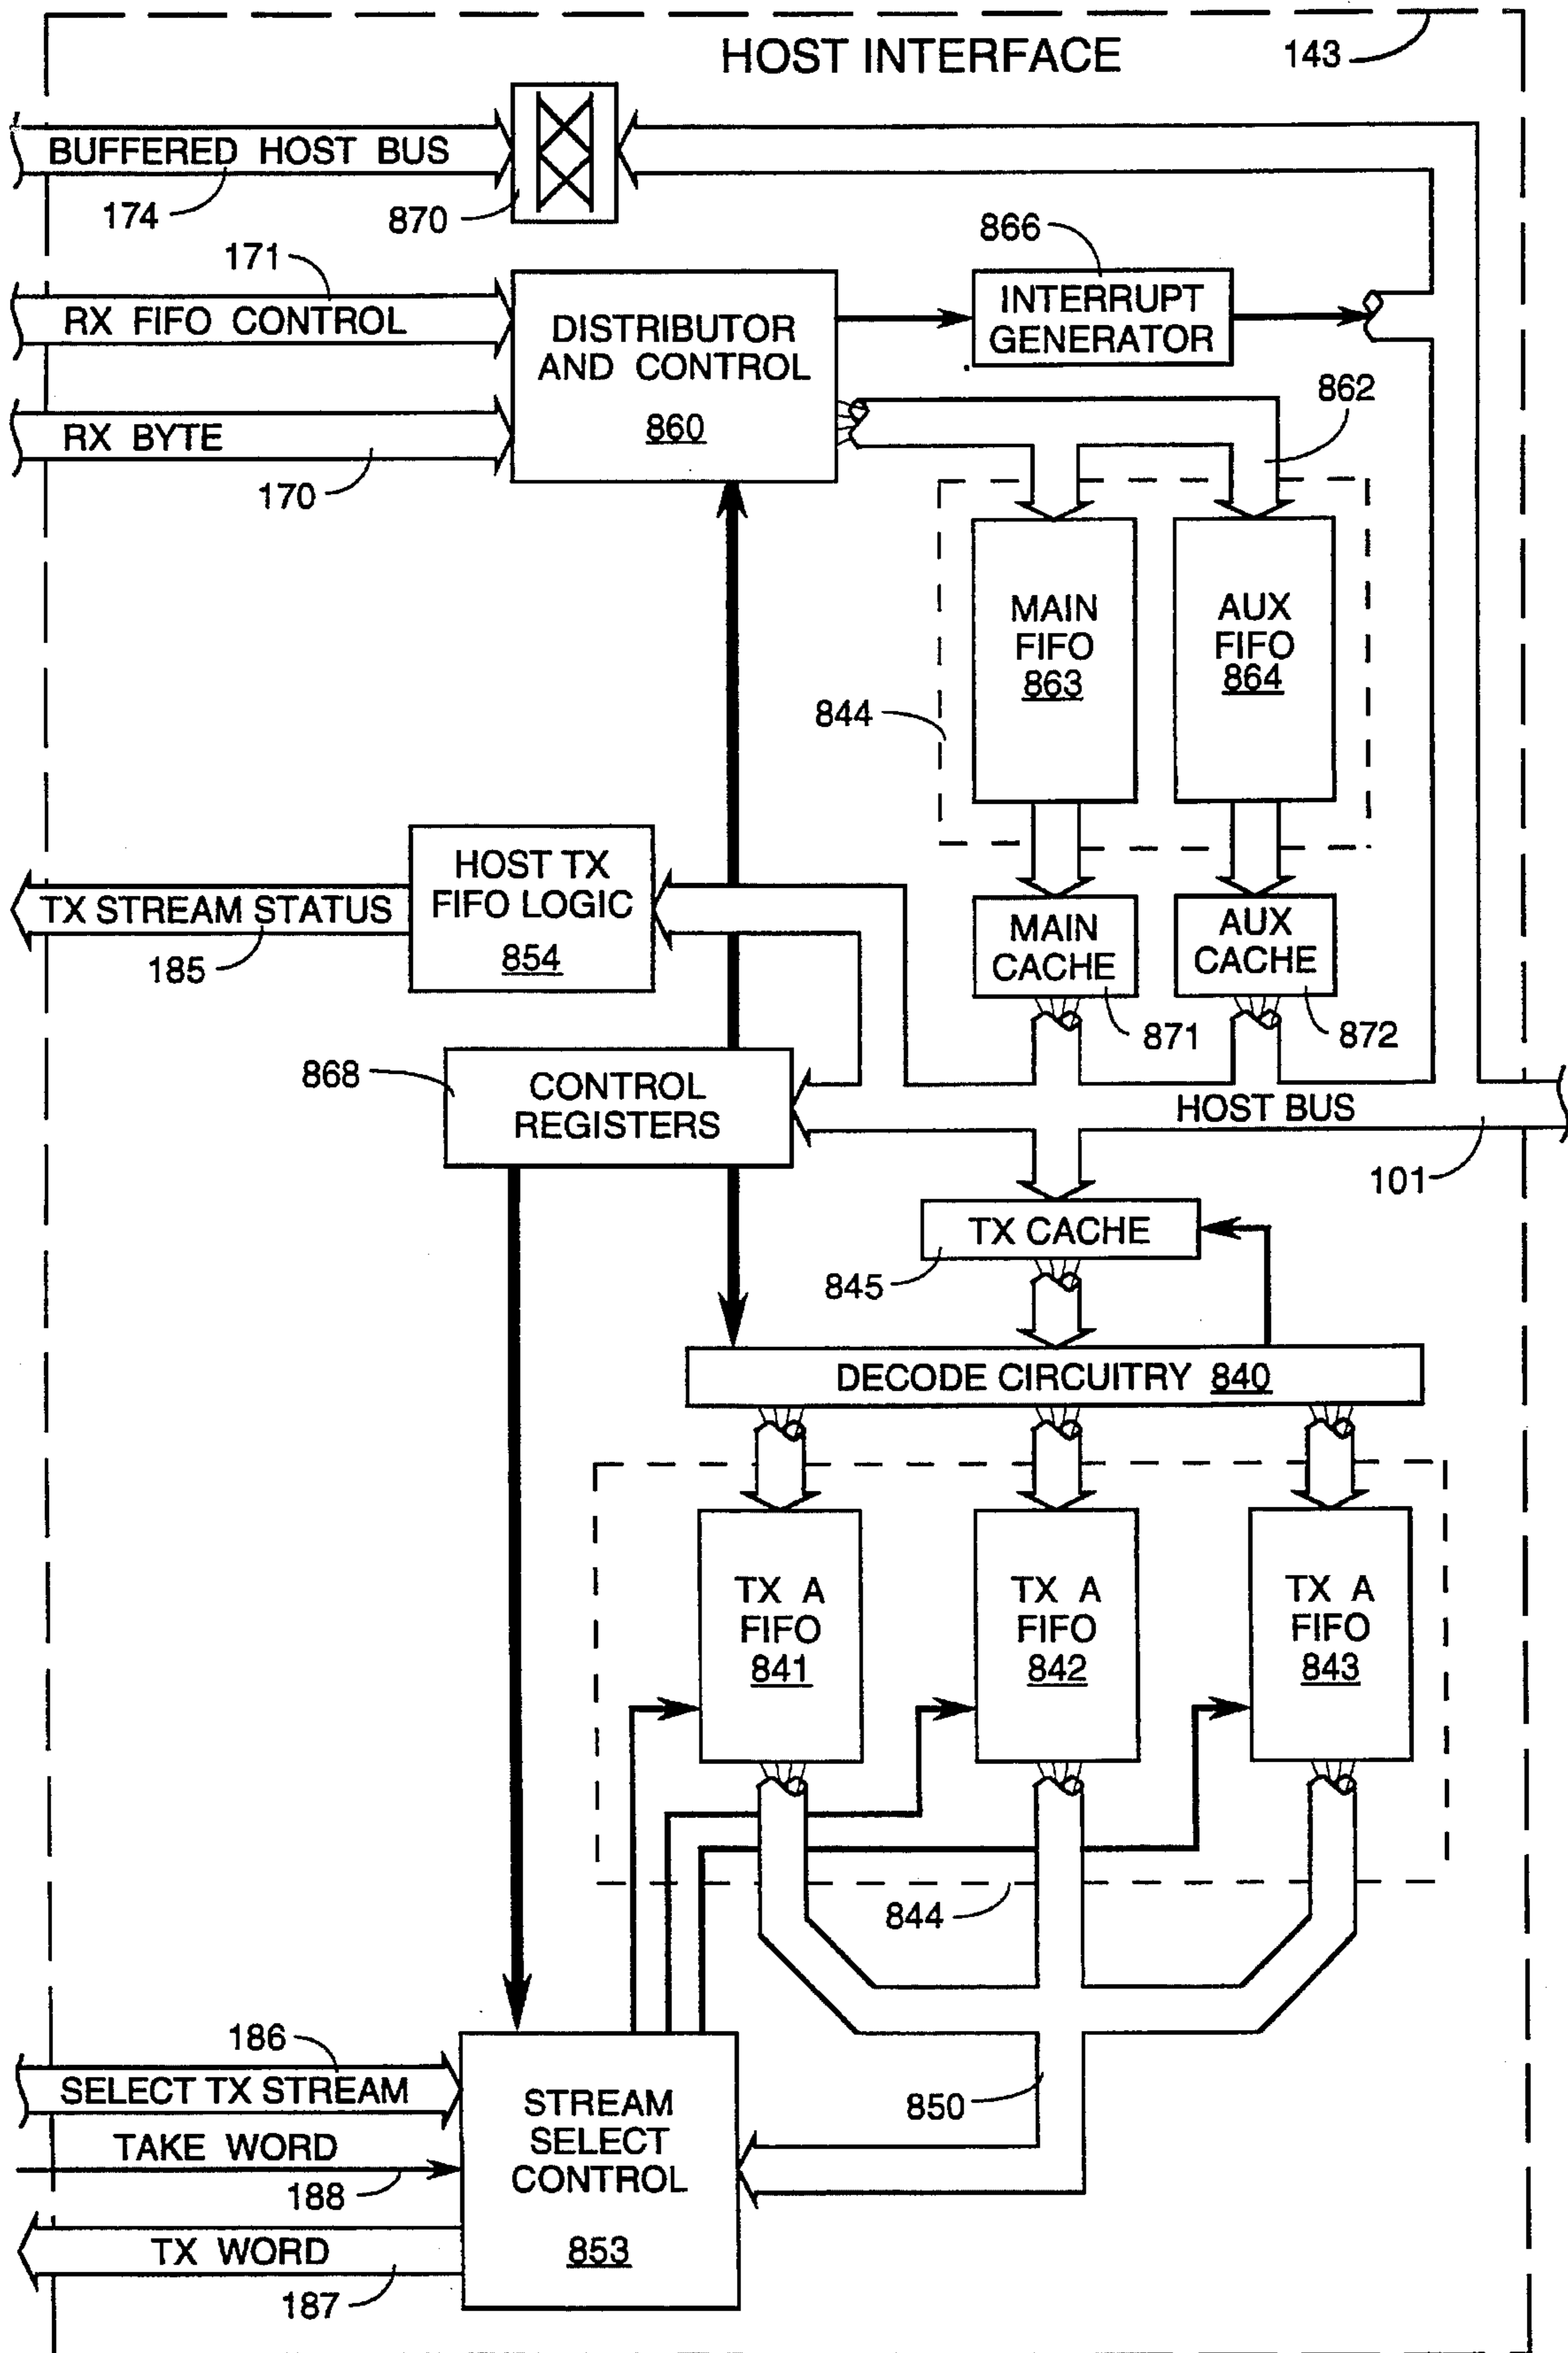 HOST INTERFACE
143
BUFFERED HOST BUS
174
870
171
866
RX FIFO CONTROL
DISTRIBUTOR
AND CONTROL
860
INTERRUPT
GENERATOR
862
RX BYTE
170
MAIN
FIFO
863
AUX
FIFO
864
844
HOST TX
FIFO LOGIC
854
TX STREAM STATUS
185
MAIN
CACHE
AUX
CACHE
871
872
868
CONTROL
REGISTERS
HOST BUS
101
TX CACHE
845
DECODE CIRCUITRY 840
TX A
FIFO
841
TX A
FIFO
842
TX A
FIFO
843
844
186
SELECT TX STREAM
850
STREAM
SELECT
CONTROL
853
TAKE WORD
188
TX WORD
187